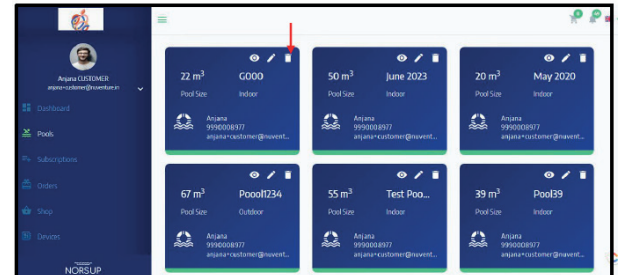 Anjana CUSTOMER
anjana+customer@nuventure.in
Dashboard
Pools
Subscriptions
Orders
Shop
Devices
NORSUP
22 m³ GOOO
Pool Size Indoor
Anjana
9990008977
anjana+customer@nuvent...
50 m³ June 2023
Pool Size Indoor
Anjana
9990008977
anjana+customer@nuvent...
20 m³ May 2020
Pool Size Indoor
Anjana
9990008977
anjana+customer@nuvent...
67 m³ Poool1234
Pool Size Outdoor
Anjana
9990008977
anjana+customer@nuvent...
55 m³ Test Poo...
Pool Size Indoor
Anjana
9990008977
anjana+customer@nuvent...
39 m³ Pool39
Pool Size Indoor
Anjana
9990008977
anjana+customer@nuvent...